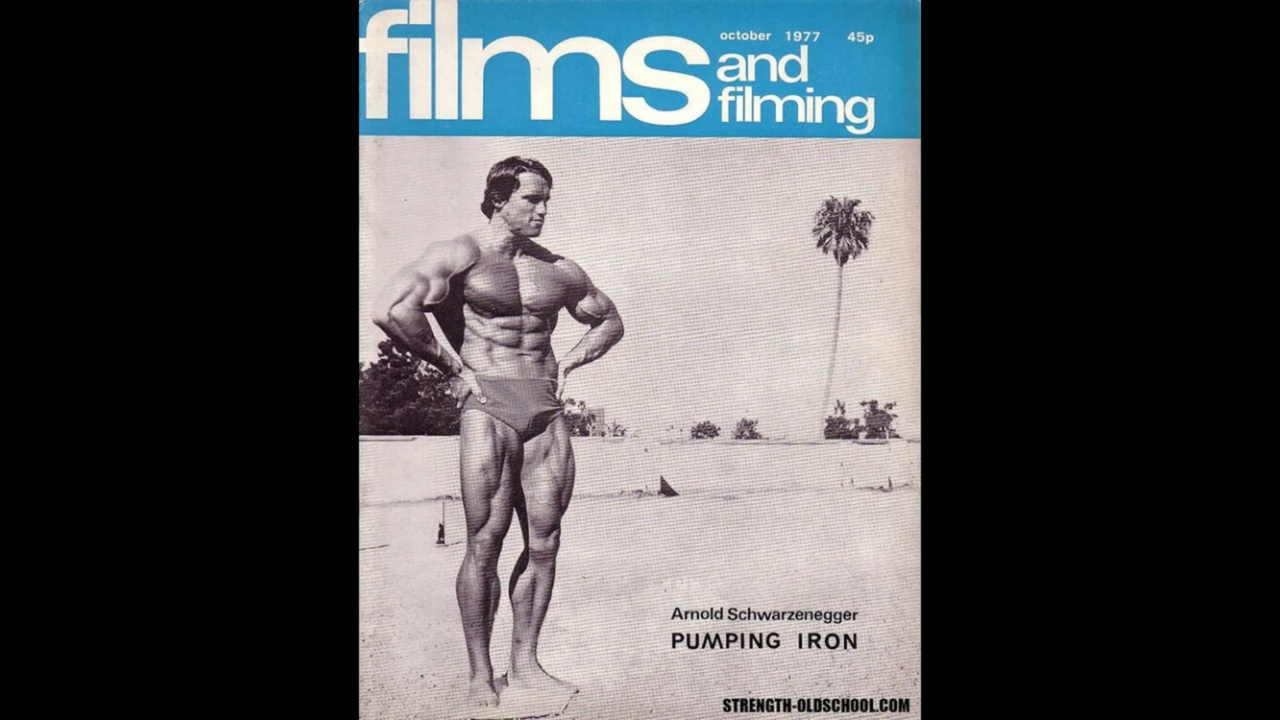 films
october 1977 45p
and
filming
Arnold Schwarzenegger
PUMPING IRON
STRENGTH-OLDSCHOOL.COM